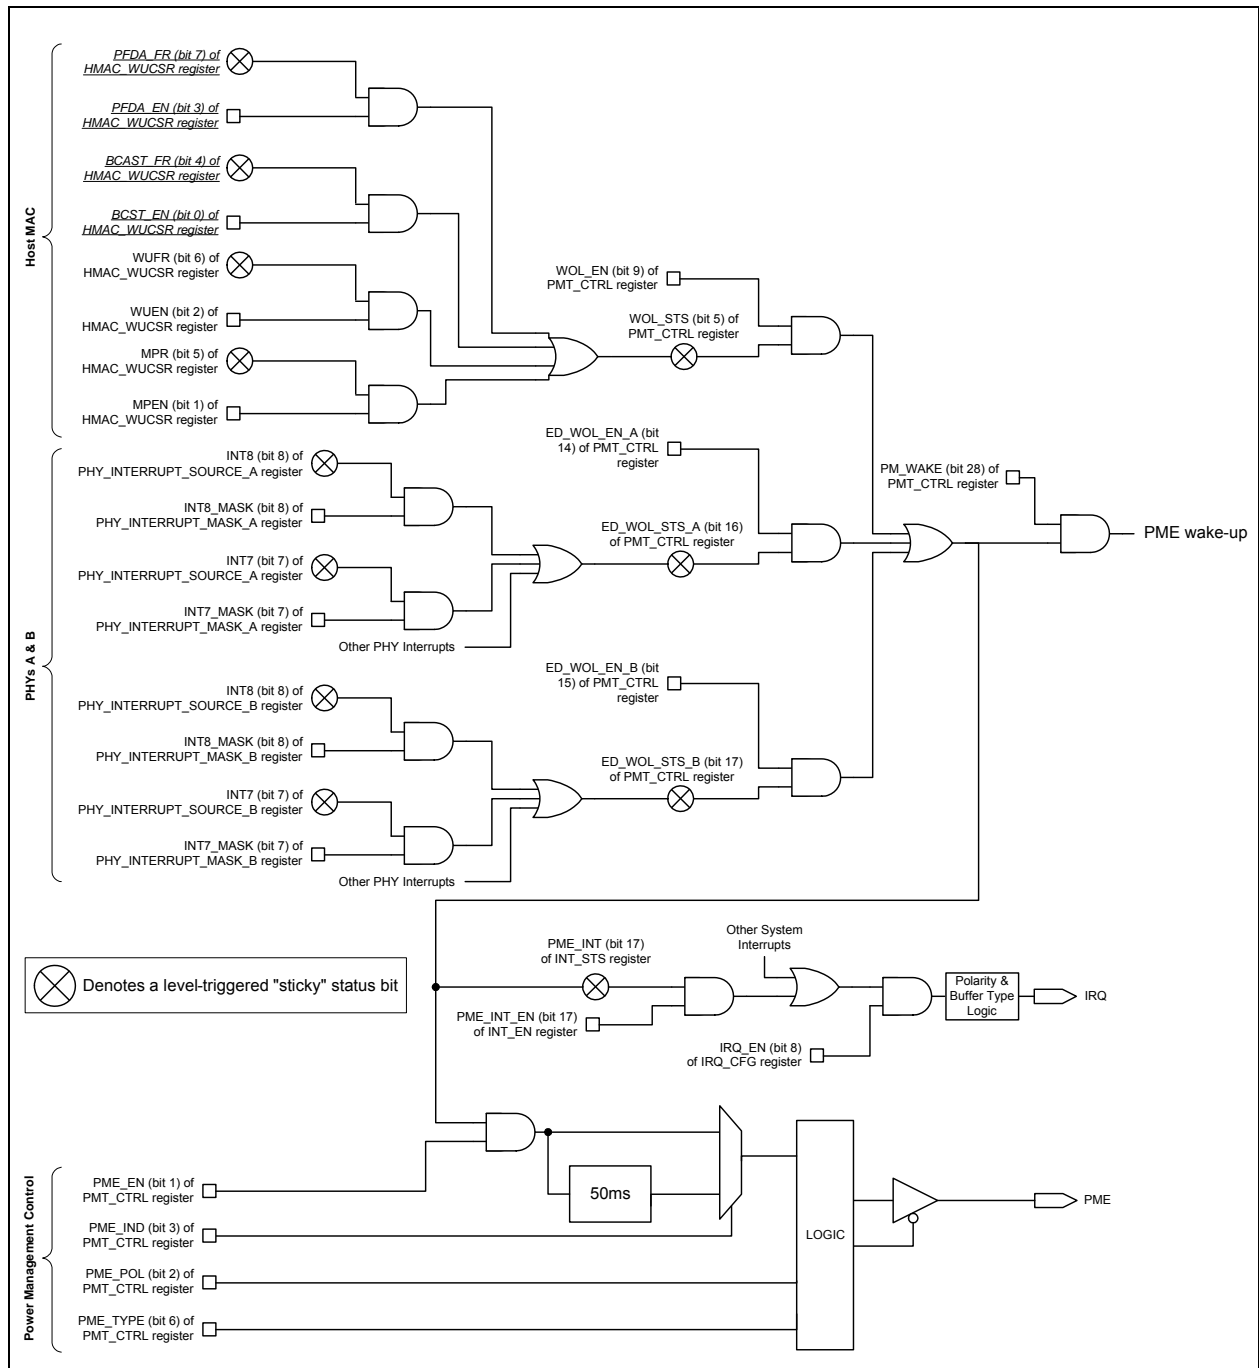 Host MAC
PFDA_FR (bit 7) of
HMAC_WUCSR register
PFDA_EN (bit 3) of
HMAC_WUCSR register
BCAST_FR (bit 4) of
HMAC_WUCSR register
BCST_EN (bit 0) of
HMAC_WUCSR register
WUFR (bit 6) of
HMAC_WUCSR register
WUEN (bit 2) of
HMAC_WUCSR register
MPR (bit 5) of
HMAC_WUCSR register
MPEN (bit 1) of
HMAC_WUCSR register
WOL_EN (bit 9) of
PMT_CTRL register
WOL_STS (bit 5) of
PMT_CTRL register
PHYs A & B
INT8 (bit 8) of
PHY_INTERRUPT_SOURCE_A
register
INT8_MASK (bit 8) of
PHY_INTERRUPT_MASK_A
register
INT7 (bit 7) of
PHY_INTERRUPT_SOURCE_A
register
INT7_MASK (bit 7) of
PHY_INTERRUPT_MASK_A
register
Other PHY Interrupts
ED_WOL_EN_A (bit
14) of PMT_CTRL
register
ED_WOL_STS_A (bit 16)
of PMT_CTRL register
PM_WAKE (bit 28) of
PMT_CTRL register
PME wake-up
INT8 (bit 8) of
PHY_INTERRUPT_SOURCE_B
register
INT8_MASK (bit 8) of
PHY_INTERRUPT_MASK_B
register
INT7 (bit 7) of
PHY_INTERRUPT_SOURCE_B
register
INT7_MASK (bit 7) of
PHY_INTERRUPT_MASK_B
register
Other PHY Interrupts
ED_WOL_EN_B (bit
15) of PMT_CTRL
register
ED_WOL_STS_B (bit 17)
of PMT_CTRL register
Denotes a level-triggered "sticky" status bit
PME_INT (bit 17)
of INT_STS register
PME_INT_EN (bit 17)
of INT_EN register
Other System
Interrupts
IRQ_EN (bit 8)
of IRQ_CFG register
Polarity &
Buffer Type
Logic
IRQ
Power Management Control
PME_EN (bit 1) of
PMT_CTRL register
PME_IND (bit 3) of
PMT_CTRL register
PME_POL (bit 2) of
PMT_CTRL register
PME_TYPE (bit 6) of
PMT_CTRL register
50ms
LOGIC
PME